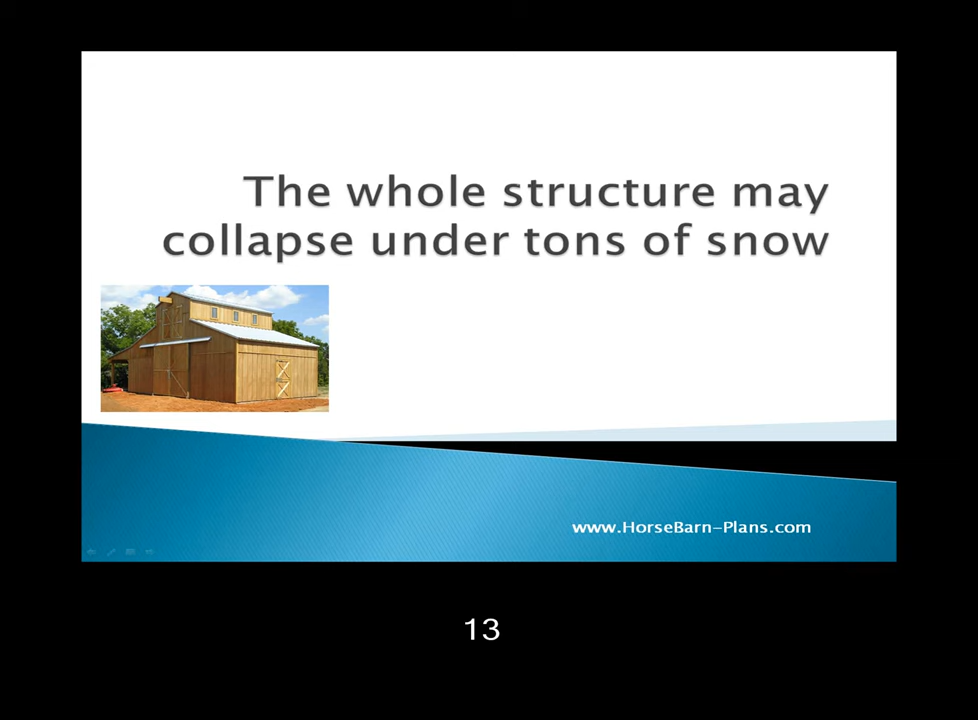 The whole structure may
collapse under tons of snow
www.HorseBarn-Plans.com
13